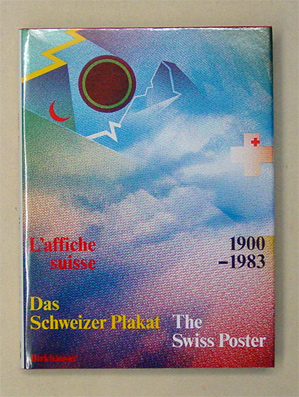 L'affiche
suisse
1900
–1983
Das
Schweizer Plakat
The
Swiss Poster
Birkhäuser